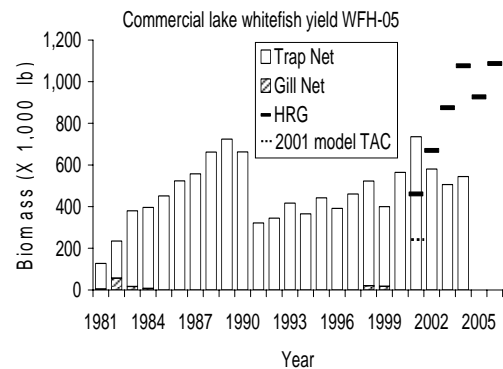 Commercial lake whitefish yield WFH-05
1,200
1,000
800
600
400
200
0
Biomass (X 1,000 lb)
Trap Net
Gill Net
HRG
2001 model TAC
1981 1984 1987 1990 1993 1996 1999 2002 2005
Year